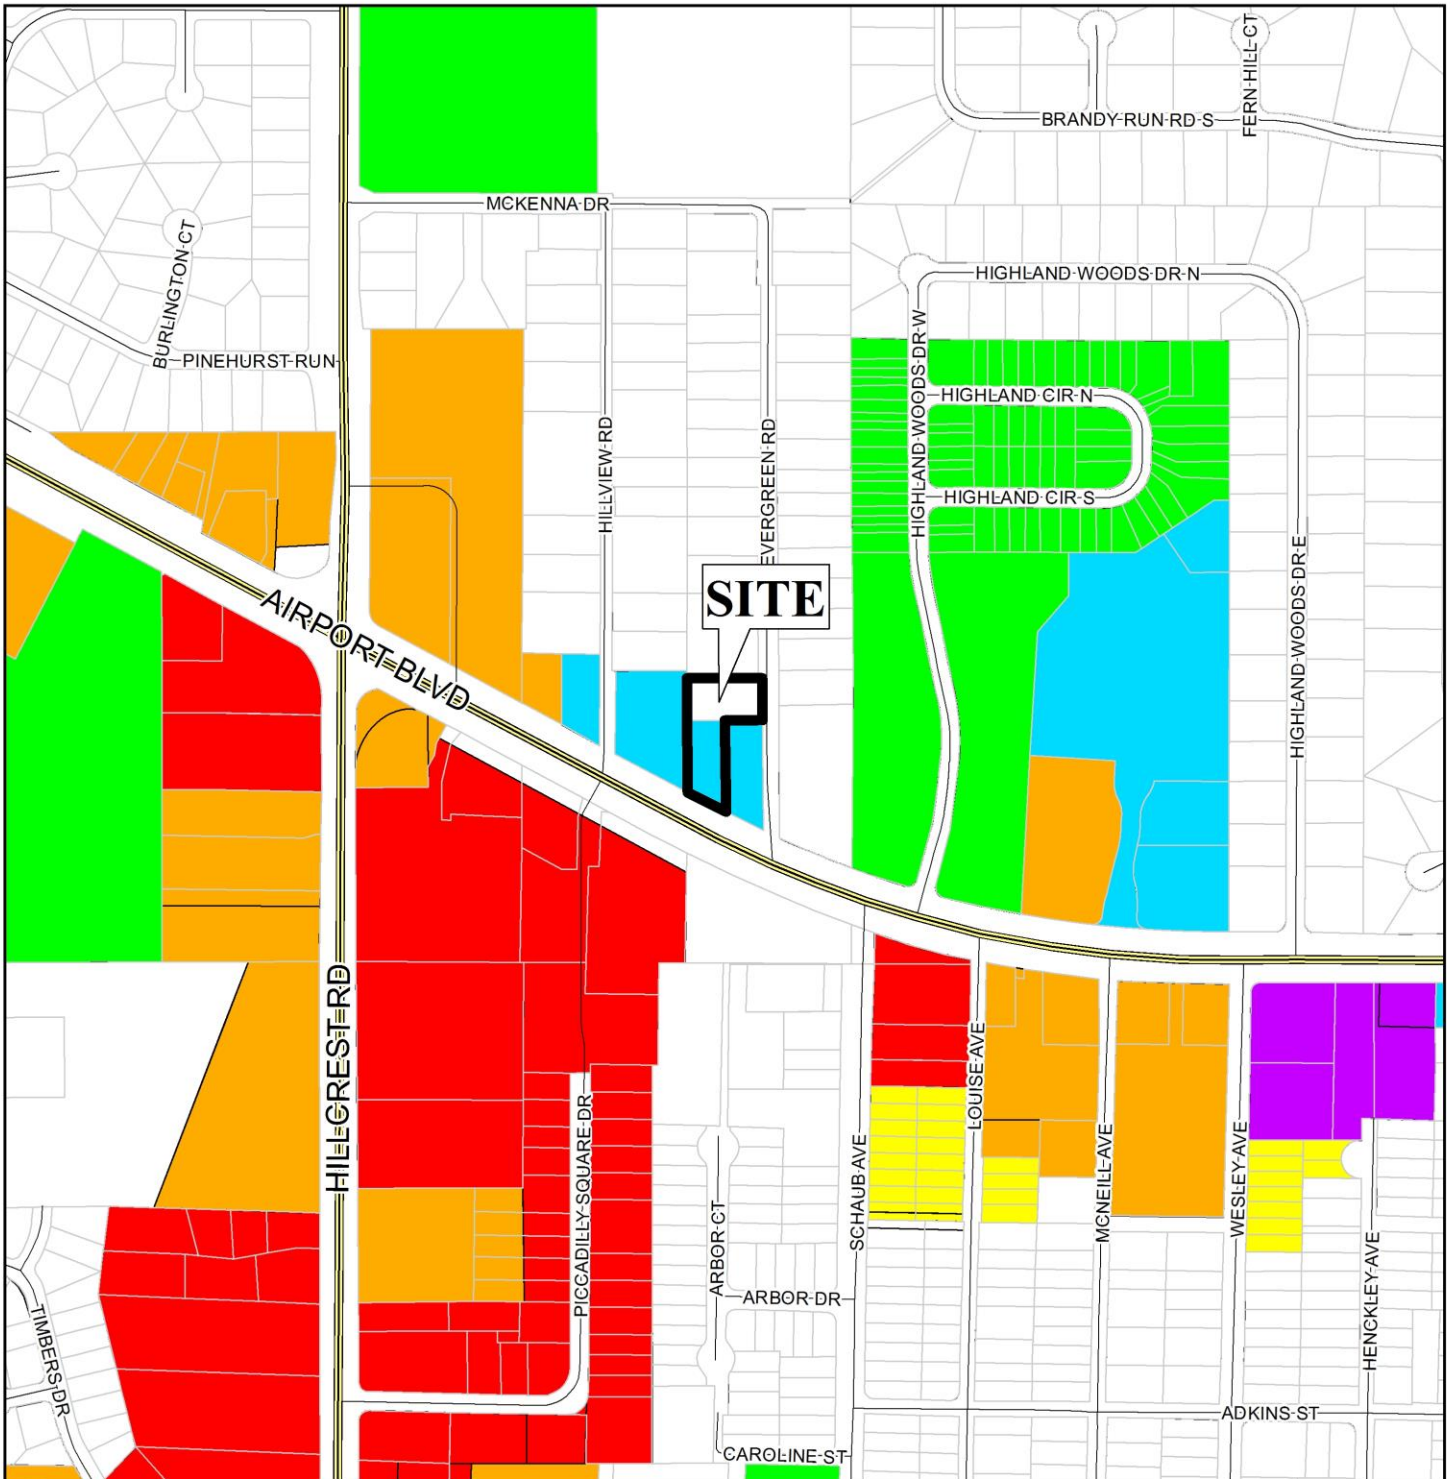 FERN HILL CT
BRANDY RUN RD S
MCKENNA DR
BURLINGTON CT
HIGHLAND WOODS DR N
PINEHURST RUN
HIGHLAND WOODS DR W
HIGHLAND CIR N
HILLVIEW RD
EVERGREEN RD
HIGHLAND CIR S
HIGHLAND WOODS DR E
SITE
AIRPORT BLVD
HILLCREST RD
LOUISE AVE
PICCADILLY SQUARE DR
SCHAUB AVE
MCNEILL AVE
WESLEY AVE
ARBOR CT
HENCKLEY AVE
ARBOR DR
TIMBERS DR
ADKINS ST
CAROLINE ST